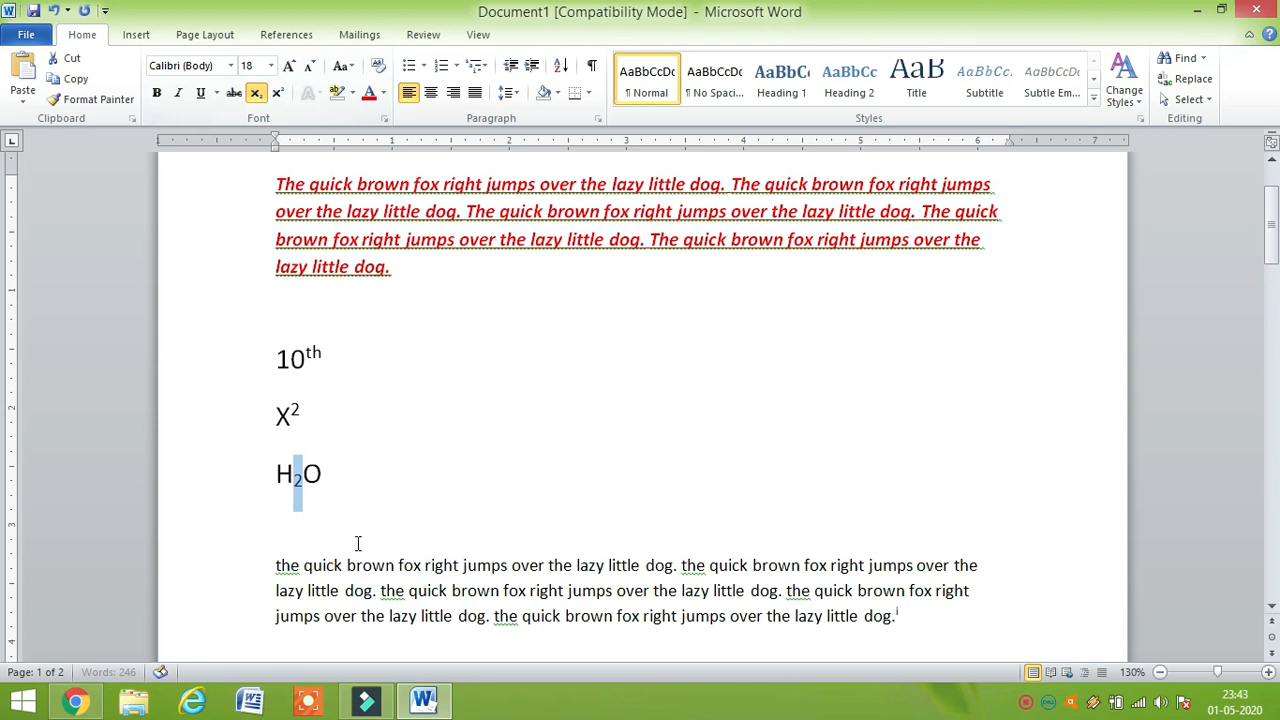 Document1 [Compatibility Mode] - Microsoft Word
File Home Insert Page Layout References Mailings Review View
Paste
Cut
Copy
Format Painter
Clipboard
Calibri (Body) 18
Font
Paragraph
AaBbCcDc AaBbCcDc AaBbCc AaBbCc AaB AaBbCcDc AaBbCcDc
¶ Normal ¶ No Spaci... Heading 1 Heading 2 Title Subtitle Subtle Em...
Change Styles
Styles
Find
Replace
Select
Editing
1 1 2 3 4 5 6 7
The quick brown fox right jumps over the lazy little dog. The quick brown fox right jumps
over the lazy little dog. The quick brown fox right jumps over the lazy little dog. The quick
brown fox right jumps over the lazy little dog. The quick brown fox right jumps over the
lazy little dog.
10th
X2
H2O
the quick brown fox right jumps over the lazy little dog. the quick brown fox right jumps over the
lazy little dog. the quick brown fox right jumps over the lazy little dog. the quick brown fox right
jumps over the lazy little dog. the quick brown fox right jumps over the lazy little dog.i
Page: 1 of 2 Words: 246 130%
23:43
01-05-2020